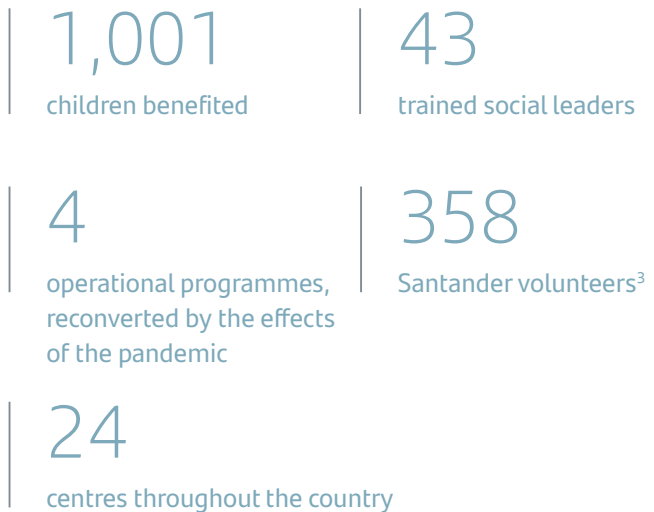 1,001
children benefited
43
trained social leaders
4
operational programmes,
reconverted by the effects
of the pandemic
358
Santander volunteers³
24
centres throughout the country